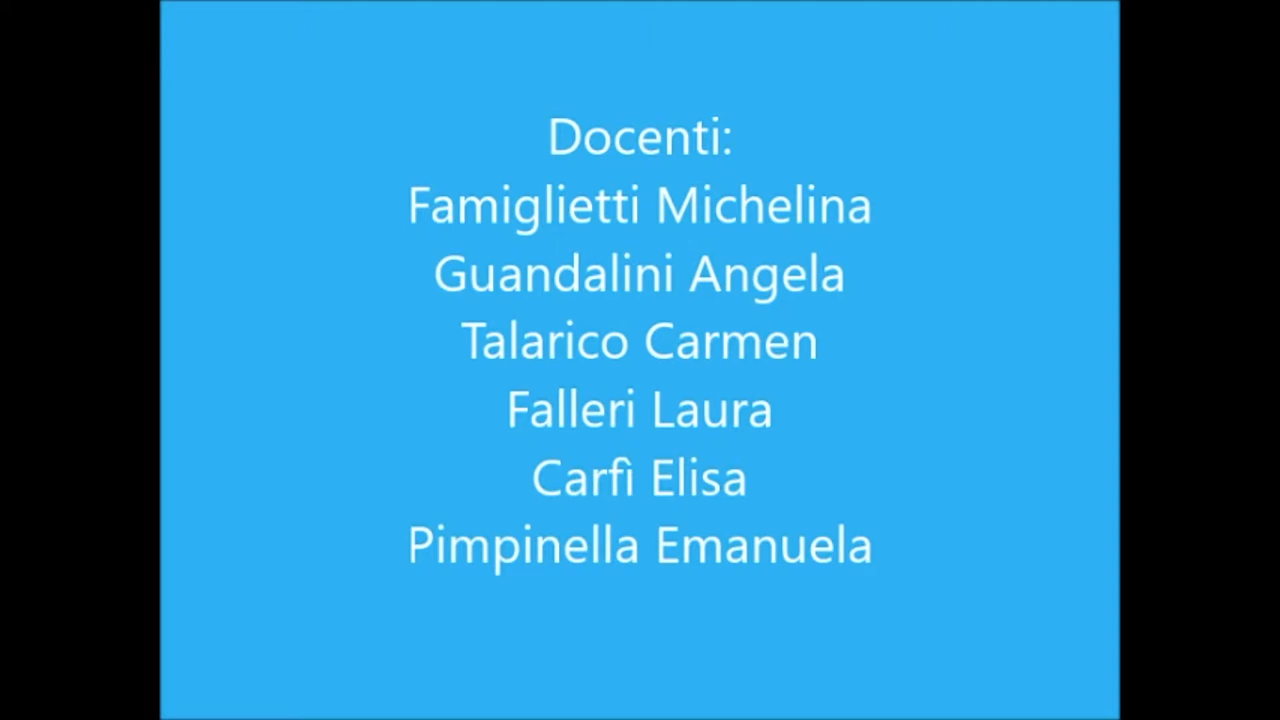 Docenti:
Famiglietti Michelina
Guandalini Angela
Talarico Carmen
Falleri Laura
Carfì Elisa
Pimpinella Emanuela